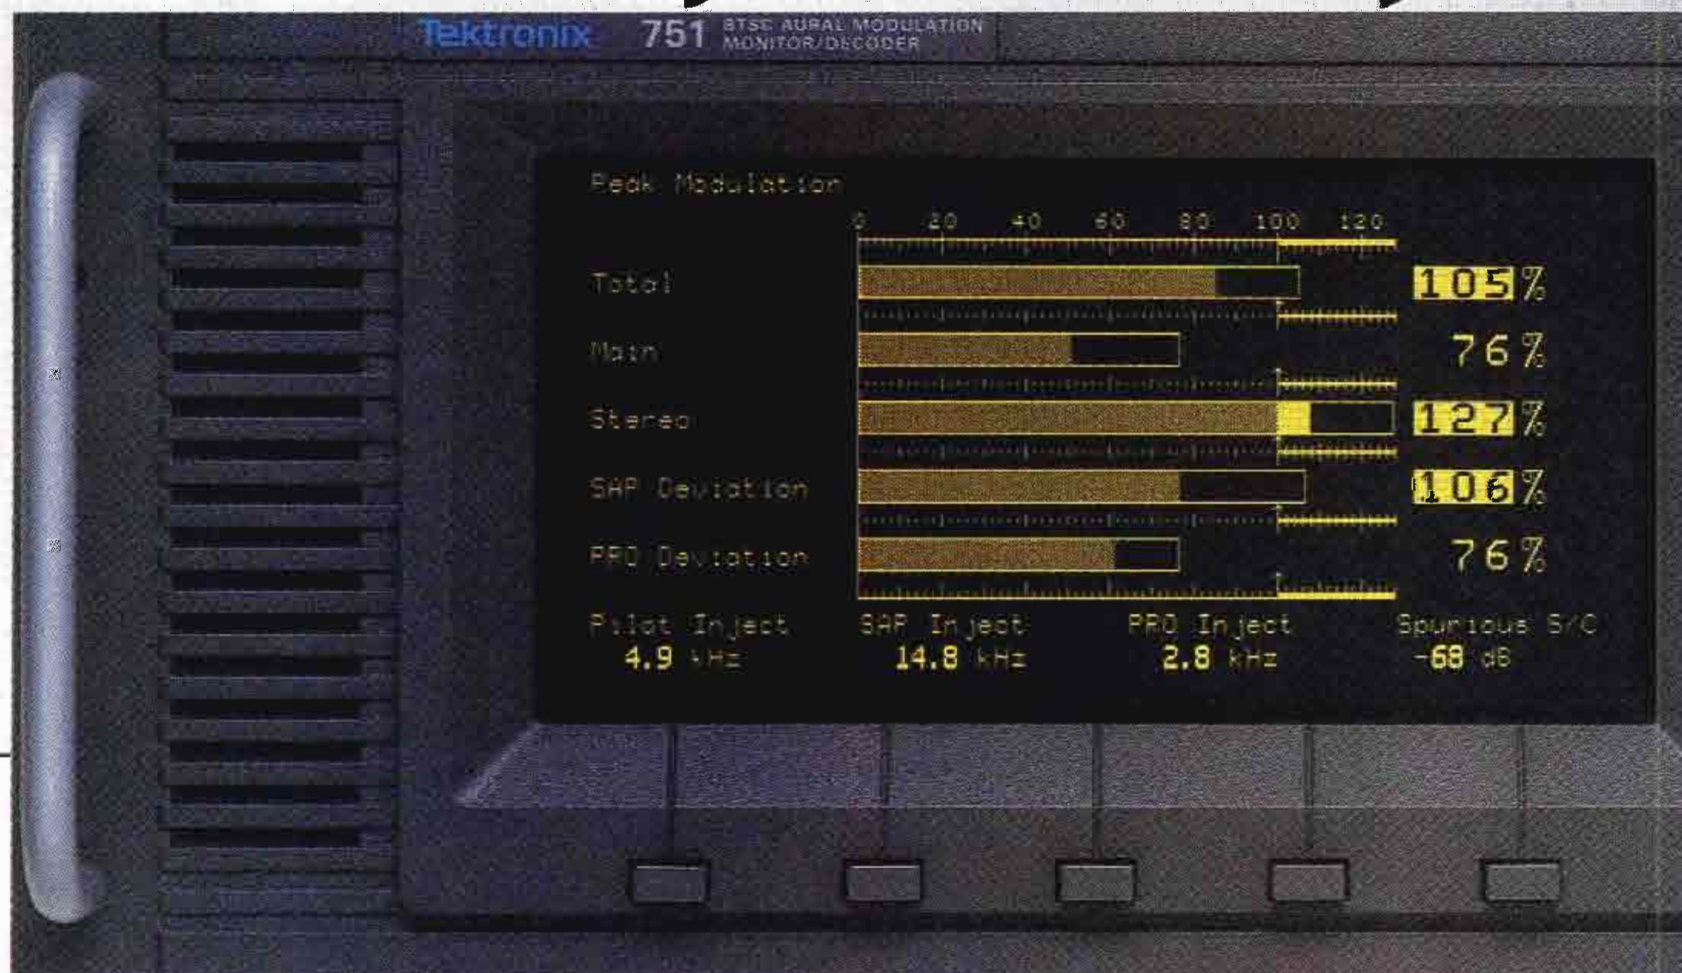 Tektronix 751 BTSC AURAL MODULATION
MONITOR/DECODER
Peak Modulation
0 20 40 60 80 100 120
Total 105%
Main 76%
Stereo 127%
SAP Deviation 106%
PRO Deviation 76%
Pilot Inject SAP Inject PRO Inject Spurious S/C
4.9 kHz 14.8 kHz 2.8 kHz -68 dB